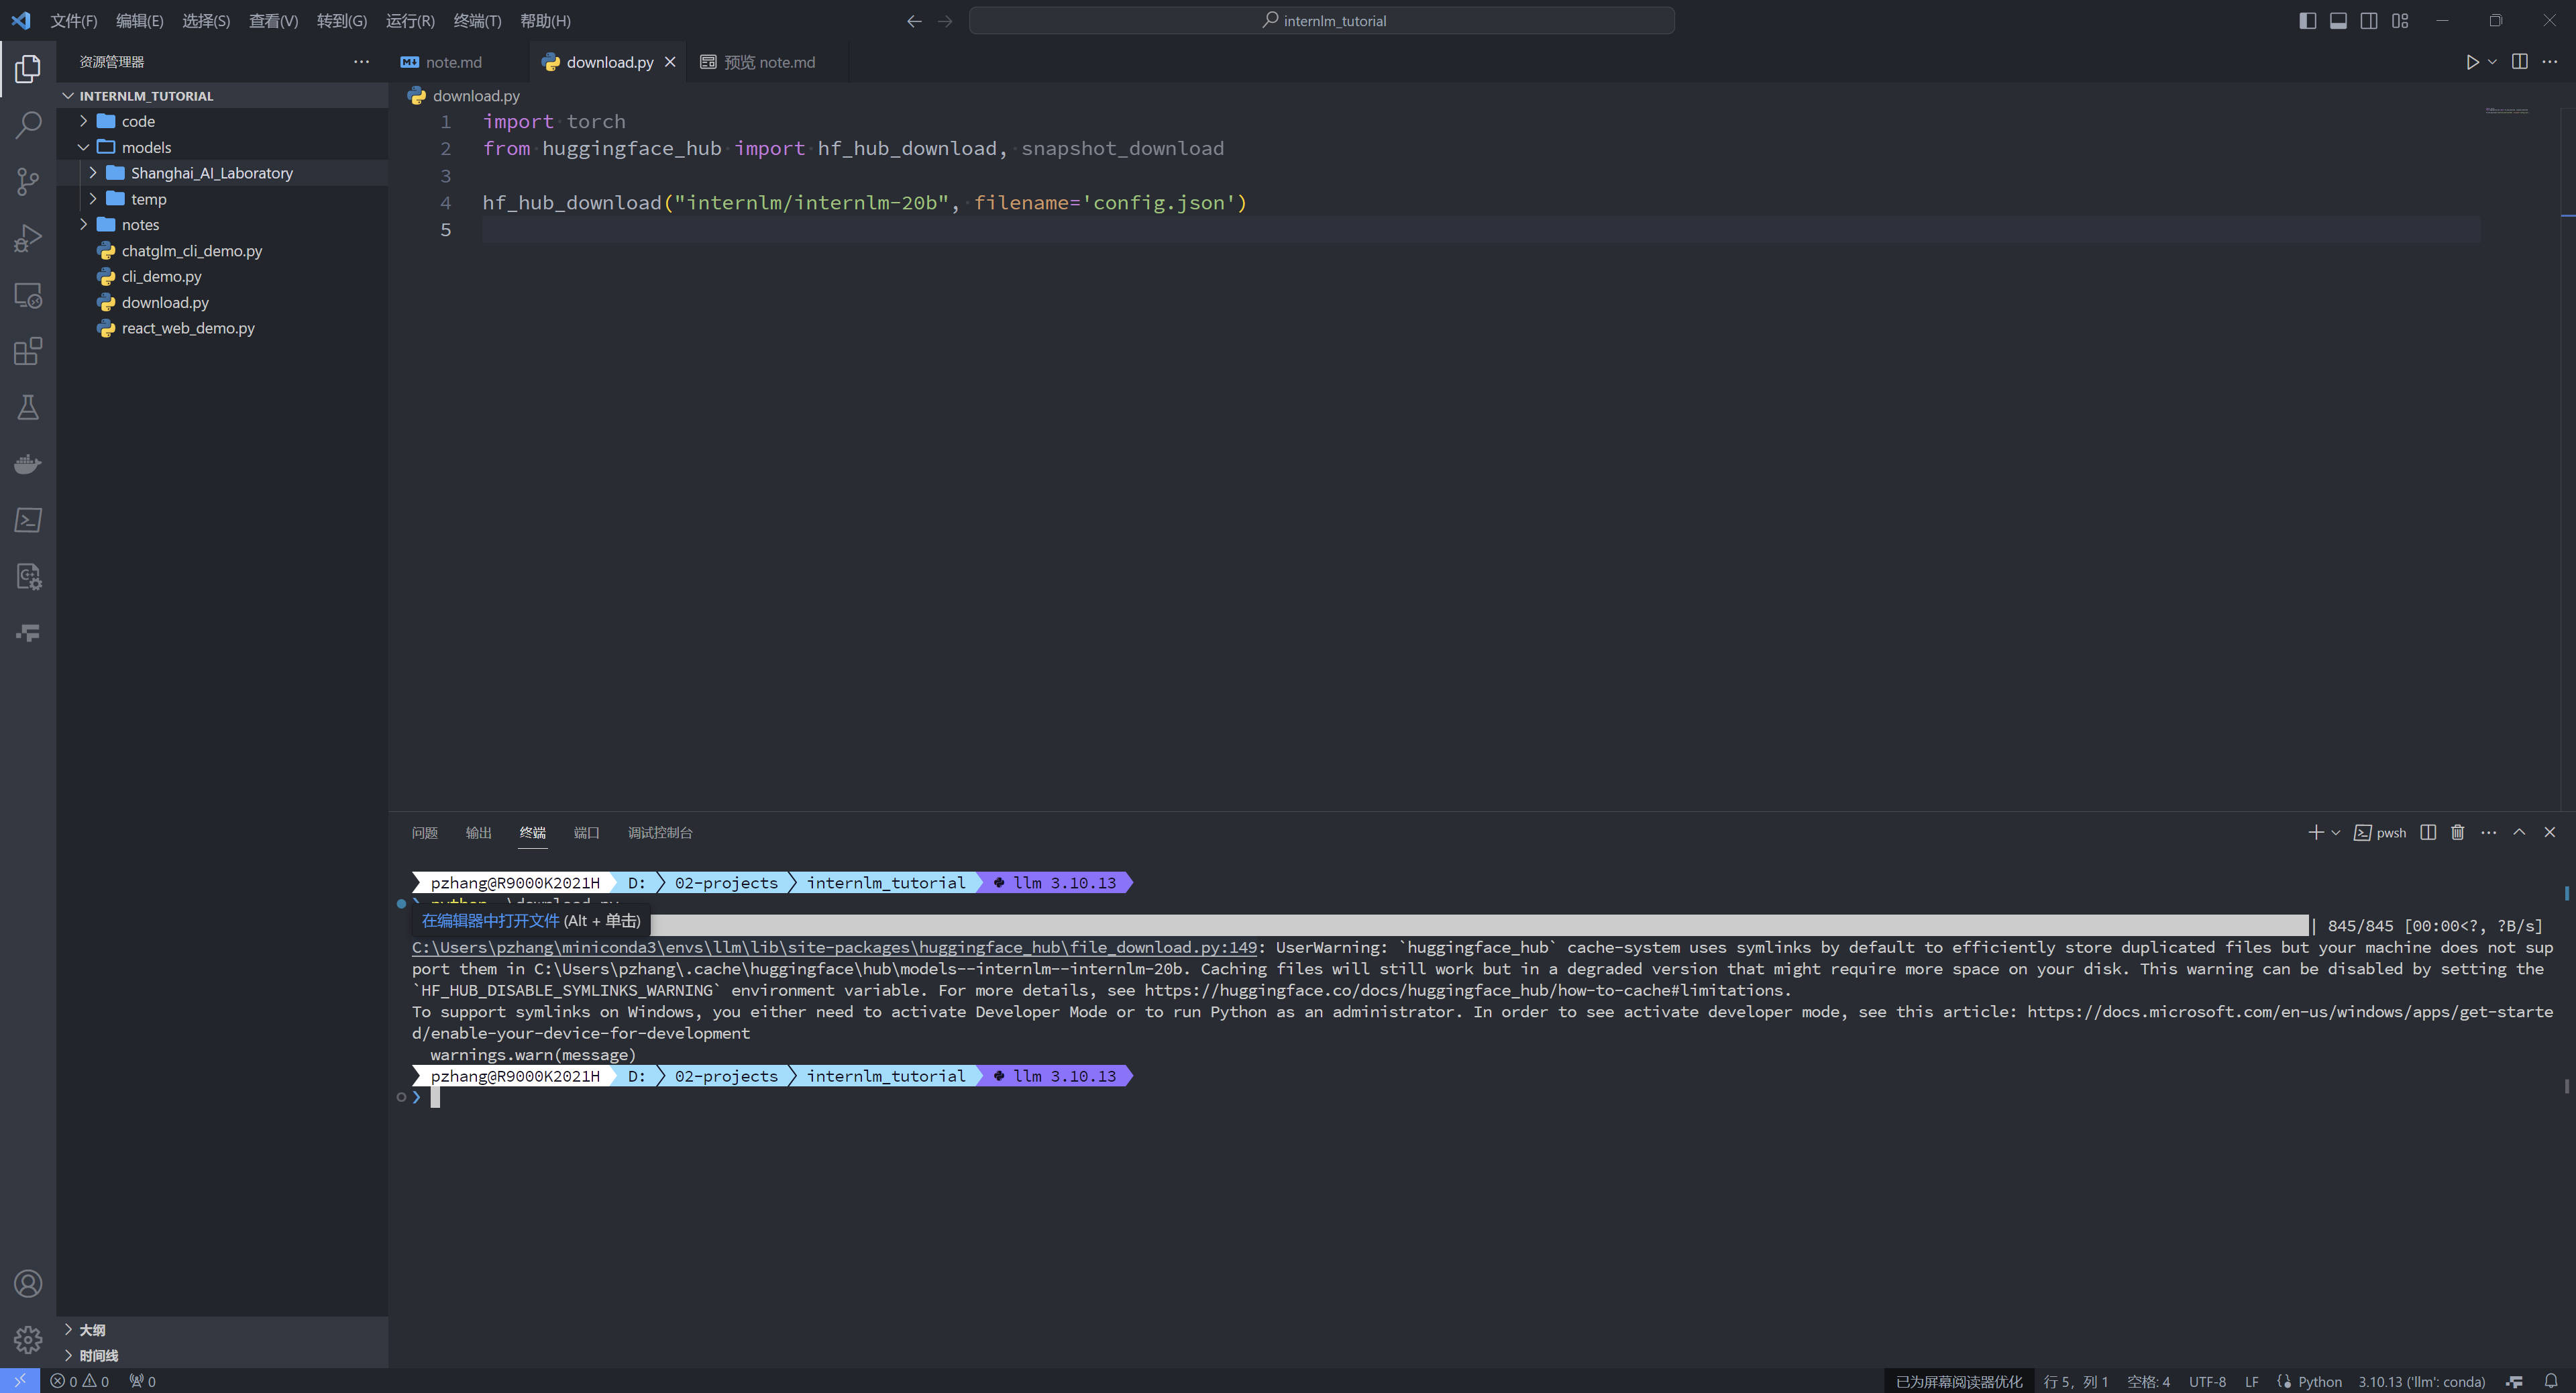 文件(F) 编辑(E) 选择(S) 查看(V) 转到(G) 运行(R) 终端(T) 帮助(H)
internlm_tutorial
资源管理器
note.md
download.py
预览 note.md
INTERNLM_TUTORIAL
code
models
Shanghai_AI_Laboratory
temp
notes
chatglm_cli_demo.py
cli_demo.py
download.py
react_web_demo.py
大纲
时间线
download.py
1 import torch
2 from huggingface_hub import hf_hub_download, snapshot_download
3
4 hf_hub_download("internlm/internlm-20b", filename='config.json')
5
问题 输出 终端 端口 调试控制台
pwsh
pzhang@R9000K2021H D: 02-projects internlm_tutorial llm 3.10.13
python .\download.py
在编辑器中打开文件 (Alt + 单击)
| 845/845 [00:00<?, ?B/s]
C:\Users\pzhang\miniconda3\envs\llm\lib\site-packages\huggingface_hub\file_download.py:149: UserWarning: `huggingface_hub` cache-system uses symlinks by default to efficiently store duplicated files but your machine does not sup
port them in C:\Users\pzhang\.cache\huggingface\hub\models--internlm--internlm-20b. Caching files will still work but in a degraded version that might require more space on your disk. This warning can be disabled by setting the
`HF_HUB_DISABLE_SYMLINKS_WARNING` environment variable. For more details, see https://huggingface.co/docs/huggingface_hub/how-to-cache#limitations.
To support symlinks on Windows, you either need to activate Developer Mode or to run Python as an administrator. In order to see activate developer mode, see this article: https://docs.microsoft.com/en-us/windows/apps/get-starte
d/enable-your-device-for-development
warnings.warn(message)
pzhang@R9000K2021H D: 02-projects internlm_tutorial llm 3.10.13
❯
0 0 0
已为屏幕阅读器优化 行 5，列 1 空格: 4 UTF-8 LF Python 3.10.13 ('llm': conda)